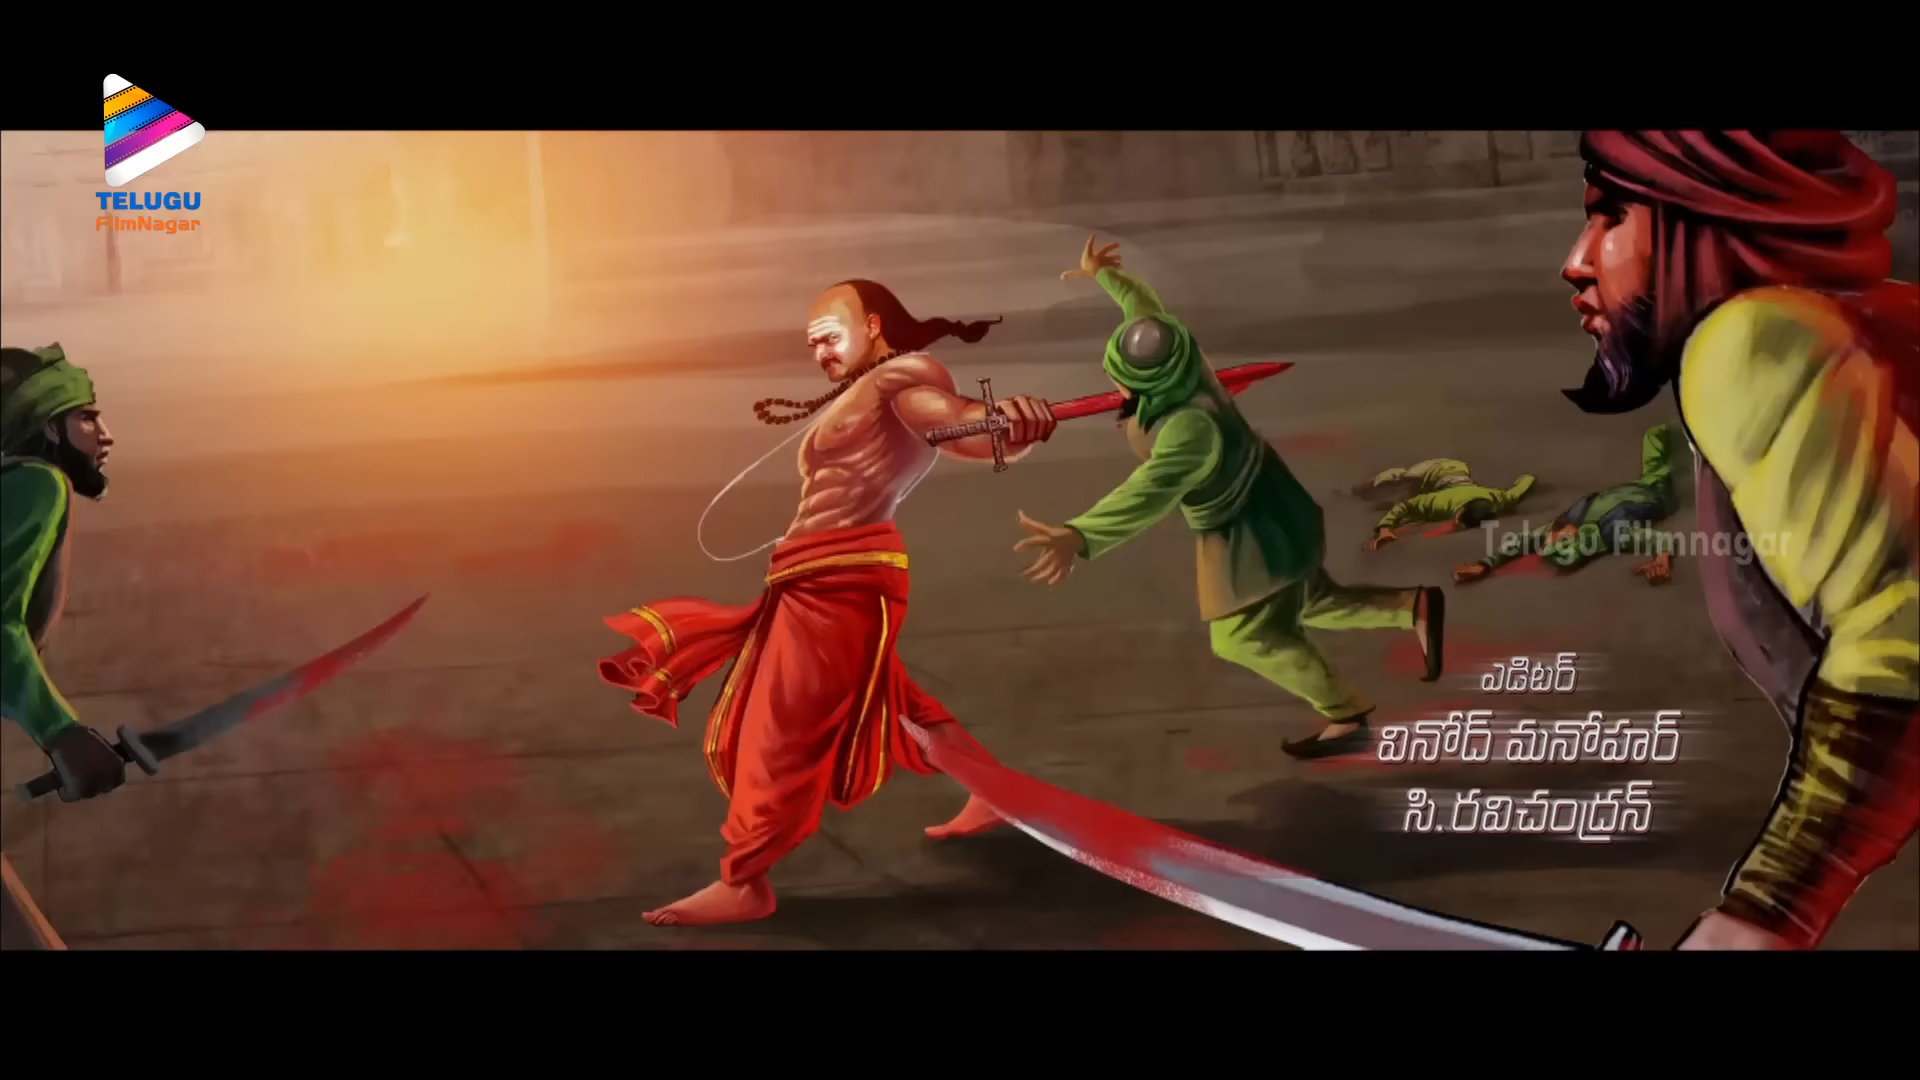 TELUGU
FilmNagar
Telugu Filmnagar
ఎడిటర్
వినోద్ మనోహర్
సి.రవిచంద్రన్